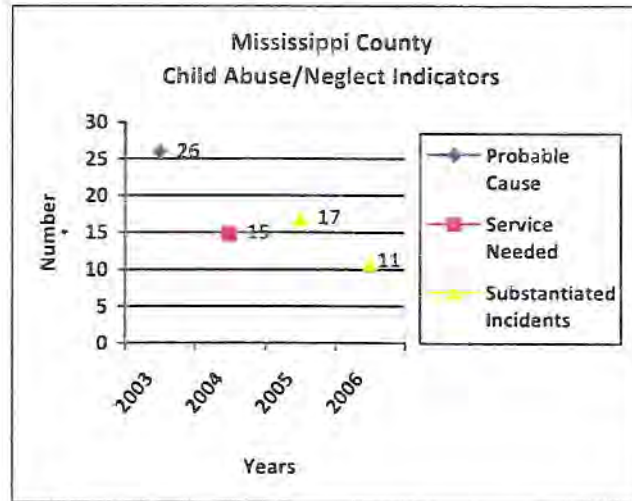 Mississippi County
Child Abuse/Neglect Indicators
30
25
20
15
10
5
0
Number
26
15
17
11
2003
2004
2005
2006
Years
Probable
Cause
Service
Needed
Substantiated
Incidents